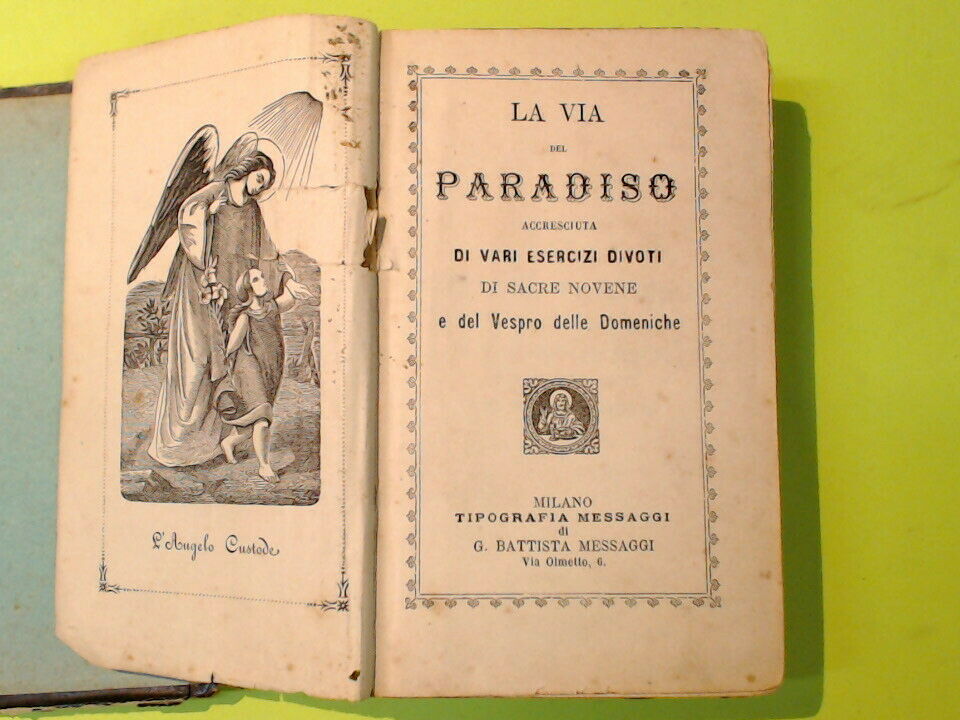 L'Angelo Custode
LA VIA
DEL
PARADISO
ACCRESCIUTA
DI VARI ESERCIZI DIVOTI
DI SACRE NOVENE
e del Vespro delle Domeniche
MILANO
TIPOGRAFIA MESSAGGI
di
G. BATTISTA MESSAGGI
Via Olmetto, 6.